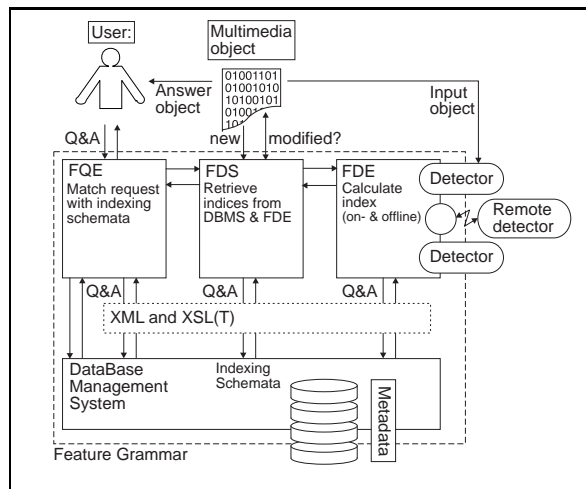 User:
Multimedia
object
01001101
01001010
10100101
Answer
object
Input
object
Q&A
new
modified?
FQE
Match request
with indexing
schemata
FDS
Retrieve
indices from
DBMS & FDE
FDE
Calculate
index
(on- & offline)
Detector
Remote
detector
Detector
Q&A
Q&A
Q&A
XML and XSL(T)
DataBase
Management
System
Indexing
Schemata
Metadata
Feature Grammar